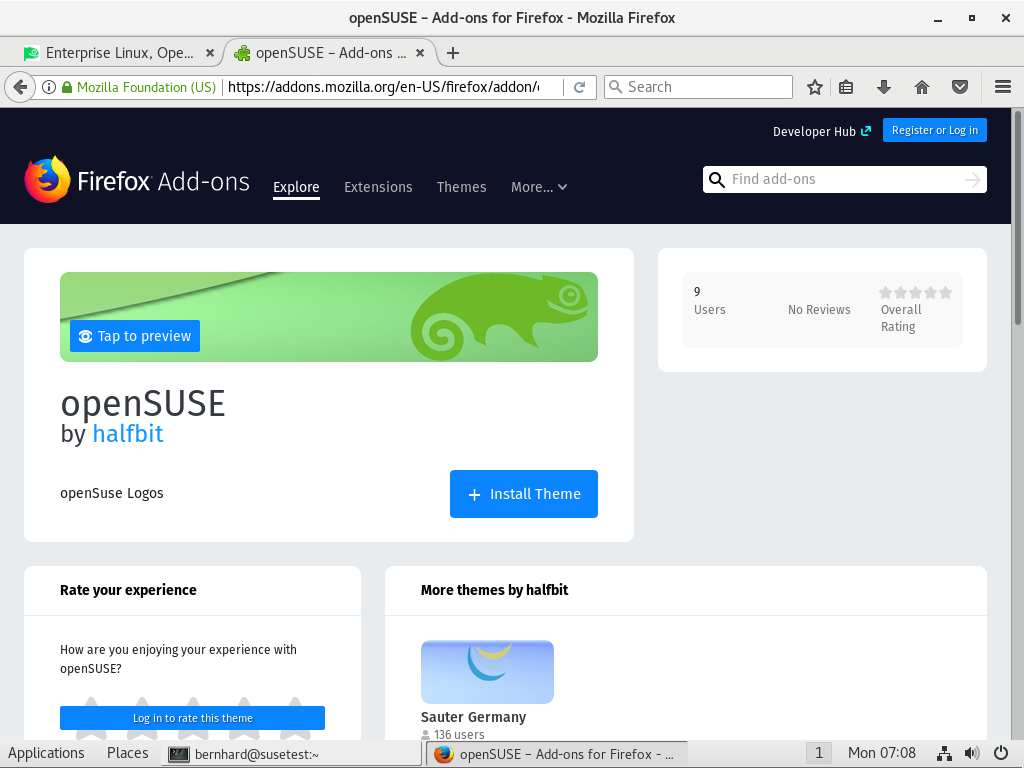 openSUSE – Add-ons for Firefox - Mozilla Firefox
Enterprise Linux, Ope...
openSUSE – Add-ons ...
Mozilla Foundation (US)
https://addons.mozilla.org/en-US/firefox/addon/
Search
Developer Hub
Register or Log in
Firefox Add-ons
Explore
Extensions
Themes
More...
Find add-ons
Tap to preview
9
Users
No Reviews
Overall
Rating
openSUSE
by halfbit
openSuse Logos
Install Theme
Rate your experience
How are you enjoying your experience with
openSUSE?
Log in to rate this theme
More themes by halfbit
Sauter Germany
136 users
Applications
Places
bernhard@susetest:~
openSUSE – Add-ons for Firefox - ...
1
Mon 07:08